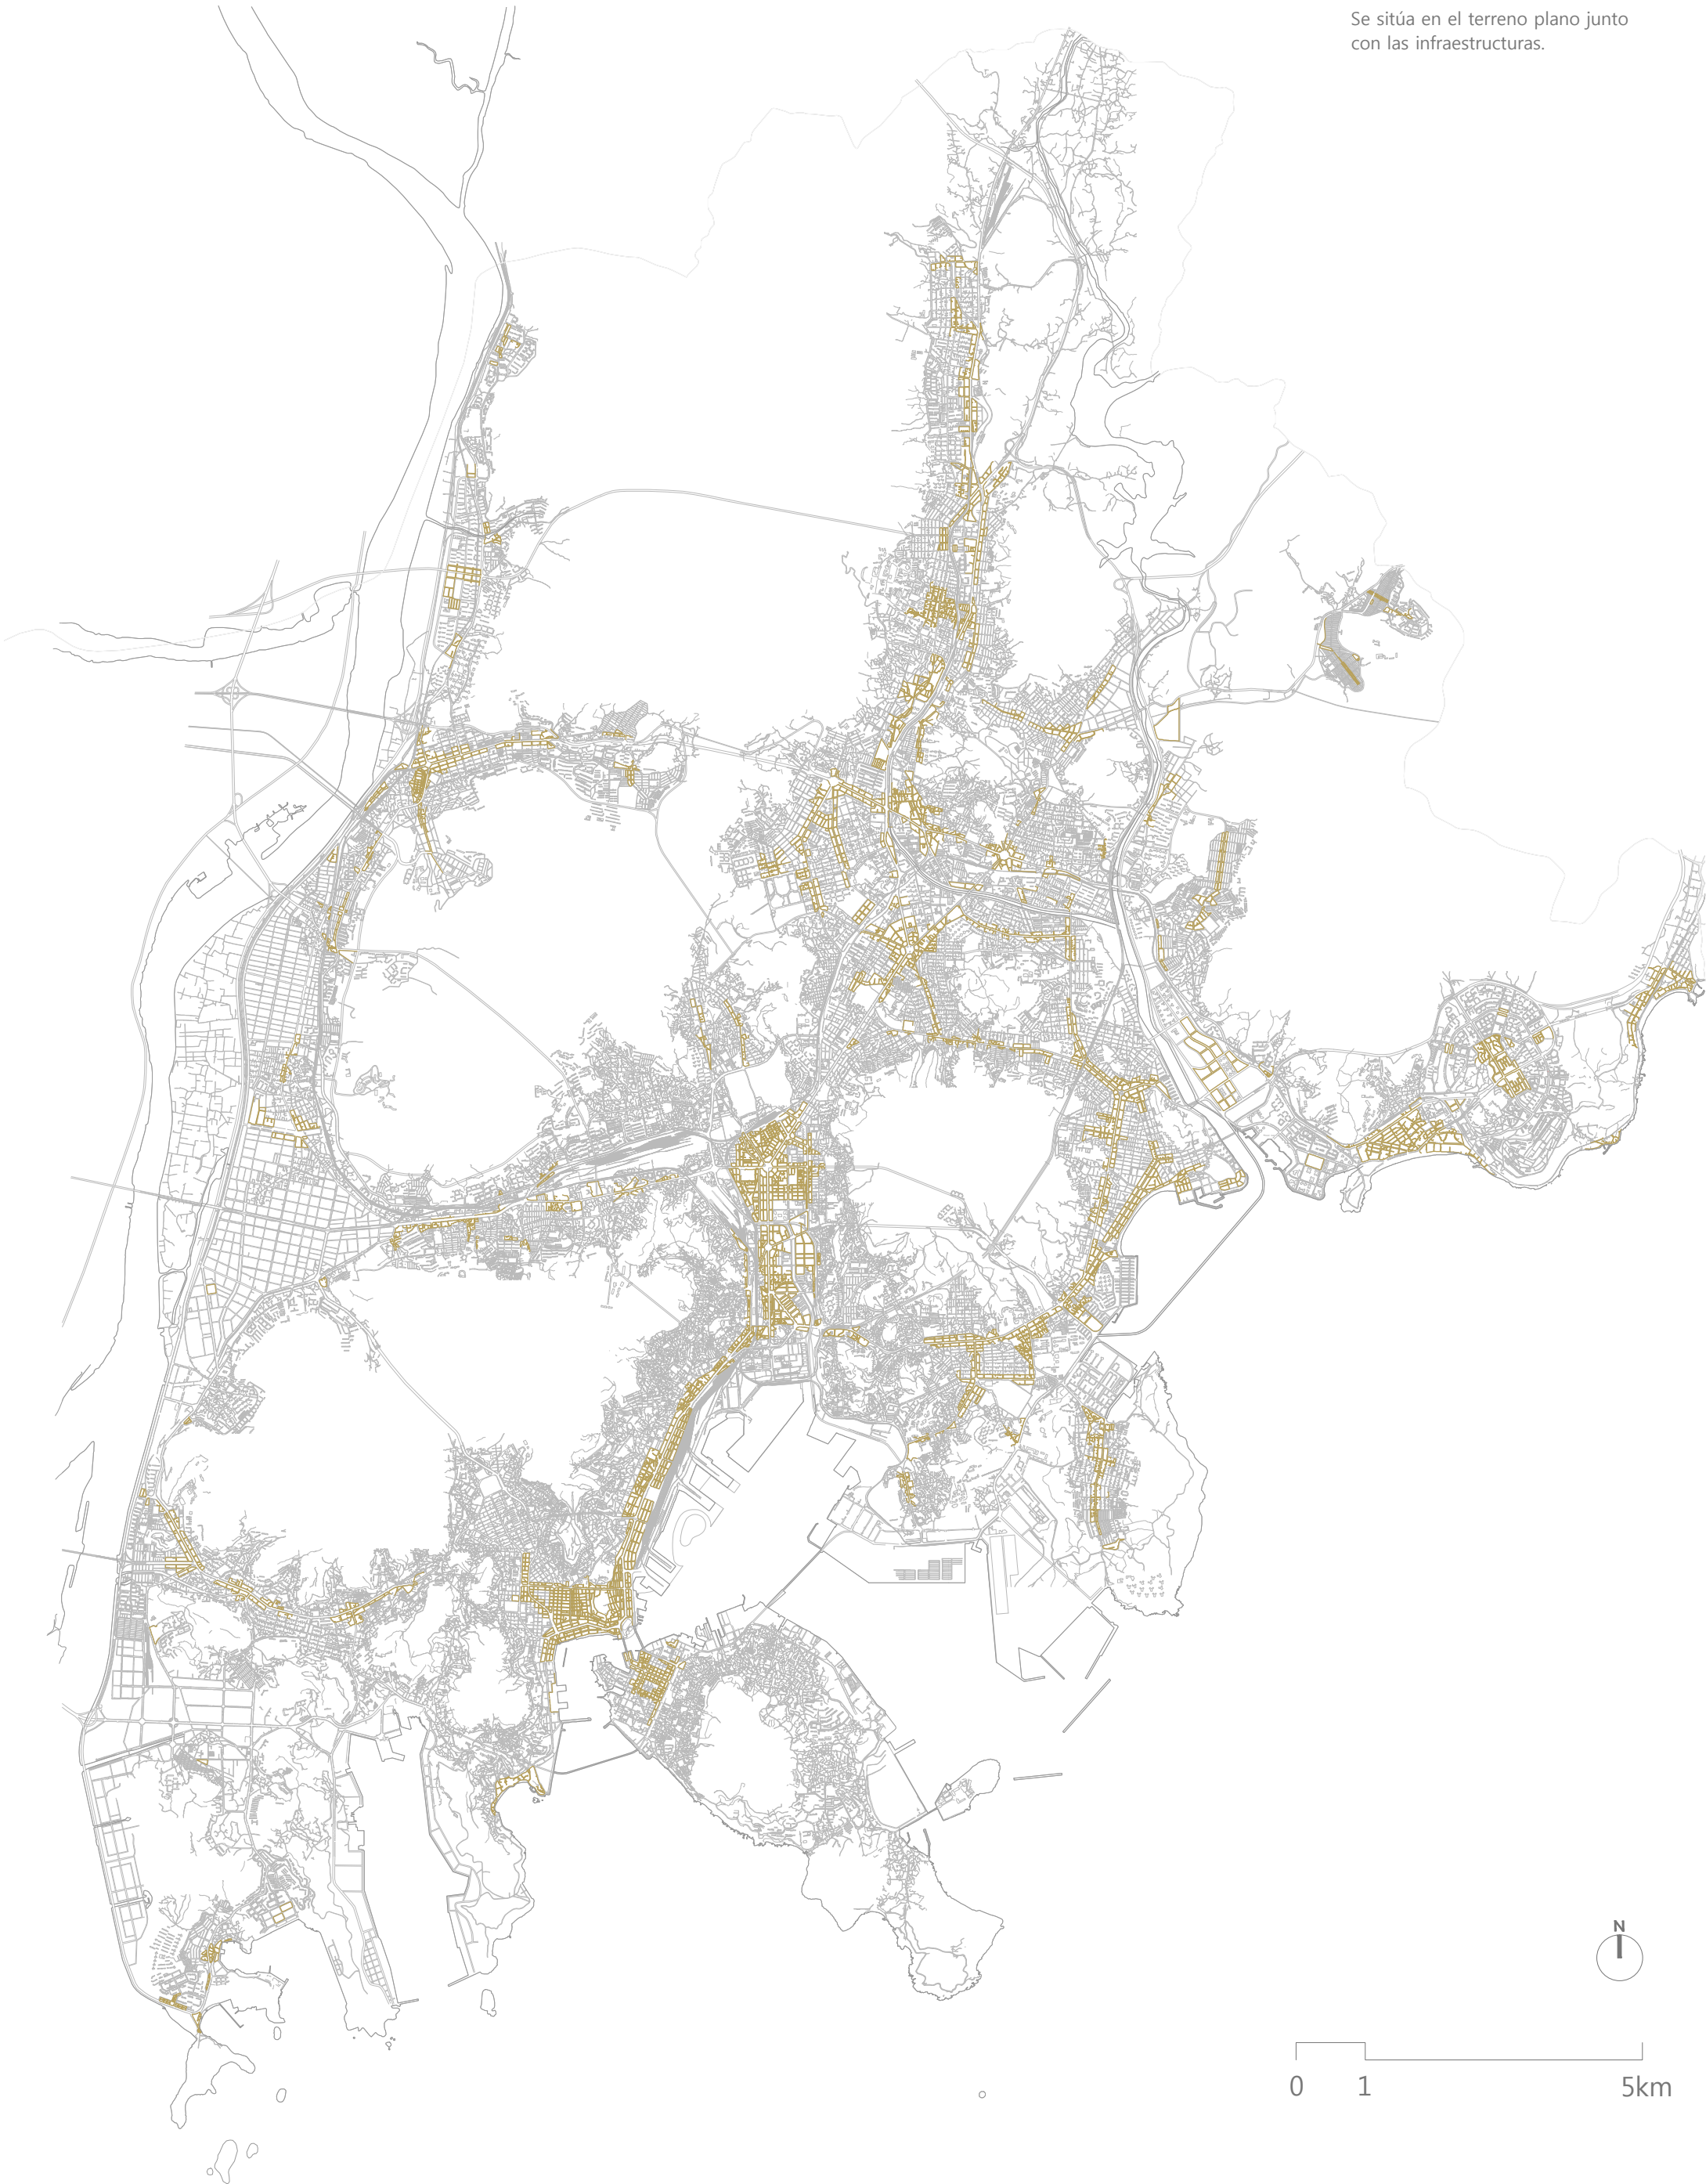 Se sitúa en el terreno plano junto
con las infraestructuras.
N
0 1 5km